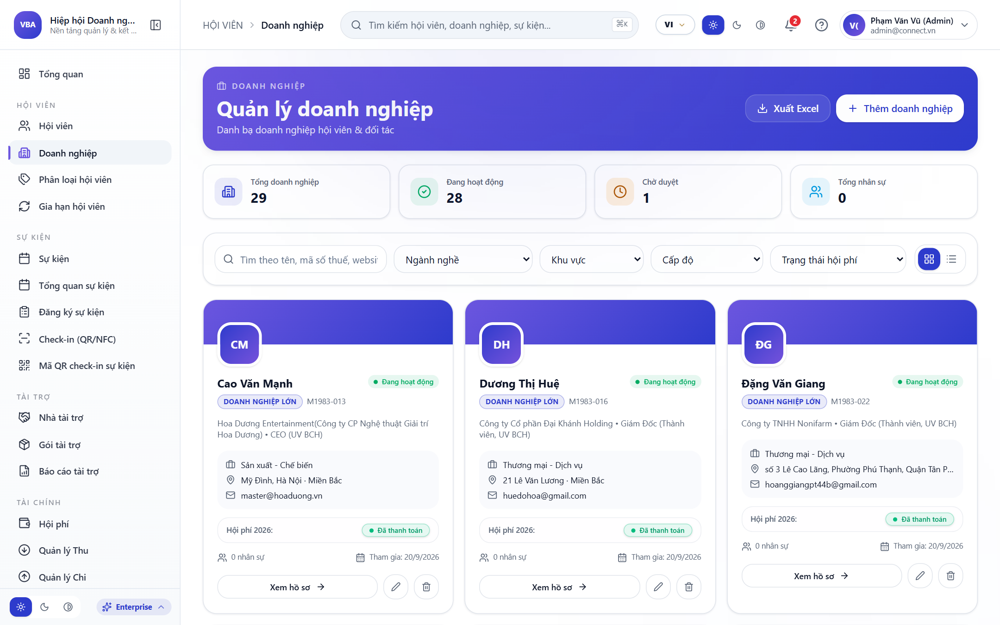 VBA
Hiệp hội Doanh ng...
Nền tảng quản lý & kết ...
HỘI VIÊN
Doanh nghiệp
Tìm kiếm hội viên, doanh nghiệp, sự kiện...
⌘K
VI
2
V(
Phạm Văn Vũ (Admin)
admin@connect.vn
Tổng quan
HỘI VIÊN
Hội viên
Doanh nghiệp
Phân loại hội viên
Gia hạn hội viên
SỰ KIỆN
Sự kiện
Tổng quan sự kiện
Đăng ký sự kiện
Check-in (QR/NFC)
Mã QR check-in sự kiện
TÀI TRỢ
Nhà tài trợ
Gói tài trợ
Báo cáo tài trợ
TÀI CHÍNH
Hội phí
Quản lý Thu
Quản lý Chi
Enterprise
DOANH NGHIỆP
Quản lý doanh nghiệp
Danh bạ doanh nghiệp hội viên & đối tác
Xuất Excel
Thêm doanh nghiệp
Tổng doanh nghiệp
29
Đang hoạt động
28
Chờ duyệt
1
Tổng nhân sự
0
Tìm theo tên, mã số thuế, websi
Ngành nghề
Khu vực
Cấp độ
Trạng thái hội phí
CM
Cao Văn Mạnh
Đang hoạt động
DOANH NGHIỆP LỚN
M1983-013
Hoa Dương Entertainment(Công ty CP Nghệ thuật Giải trí
Hoa Dương) • CEO (UV BCH)
Sản xuất - Chế biến
Mỹ Đình, Hà Nội · Miền Bắc
master@hoaduong.vn
Hội phí 2026:
Đã thanh toán
0 nhân sự
Tham gia: 20/9/2026
Xem hồ sơ
DH
Dương Thị Huệ
Đang hoạt động
DOANH NGHIỆP LỚN
M1983-016
Công ty Cổ phần Đại Khánh Holding • Giám Đốc (Thành
viên, UV BCH)
Thương mại - Dịch vụ
21 Lê Văn Lương · Miền Bắc
huedohoa@gmail.com
Hội phí 2026:
Đã thanh toán
0 nhân sự
Tham gia: 20/9/2026
Xem hồ sơ
ĐG
Đặng Văn Giang
Đang hoạt động
DOANH NGHIỆP LỚN
M1983-022
Công ty TNHH Nonifarm • Giám Đốc (Thành viên, UV BCH)
Thương mại - Dịch vụ
số 3 Lê Cao Lãng, Phường Phú Thạnh, Quận Tân P...
hoanggiangpt44b@gmail.com
Hội phí 2026:
Đã thanh toán
0 nhân sự
Tham gia: 20/9/2026
Xem hồ sơ